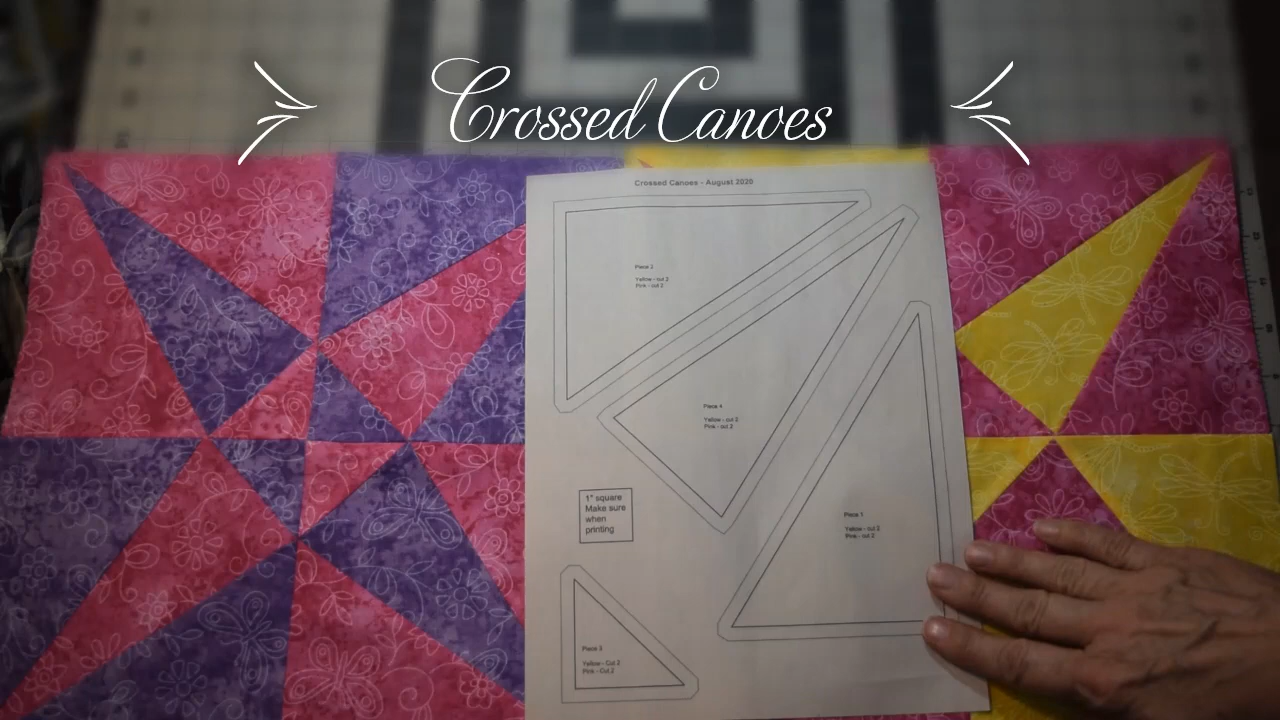 Crossed Canoes
Crossed Canoes - August 2020
Piece 2
Yellow - cut 2
Pink - cut 2
Piece 4
Yellow - cut 2
Pink - cut 2
Piece 1
Yellow - cut 2
Pink - cut 2
1" square
Make sure
when
printing
Piece 3
Yellow - Cut 2
Pink - Cut 2